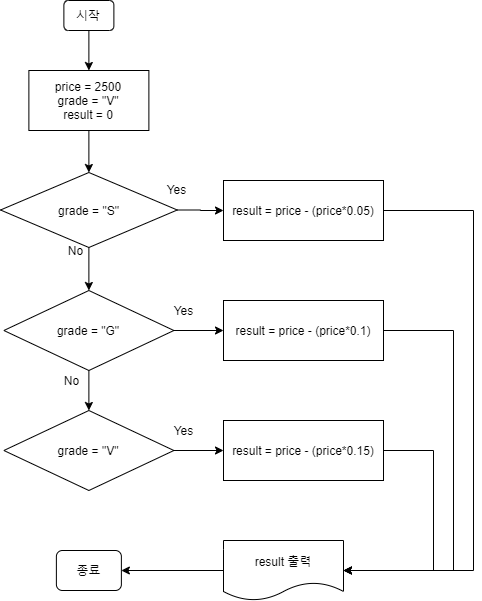 시작
price = 2500
grade = "V"
result = 0
grade = "S"
Yes
result = price - (price*0.05)
No
grade = "G"
Yes
result = price - (price*0.1)
No
grade = "V"
Yes
result = price - (price*0.15)
종료
result 출력